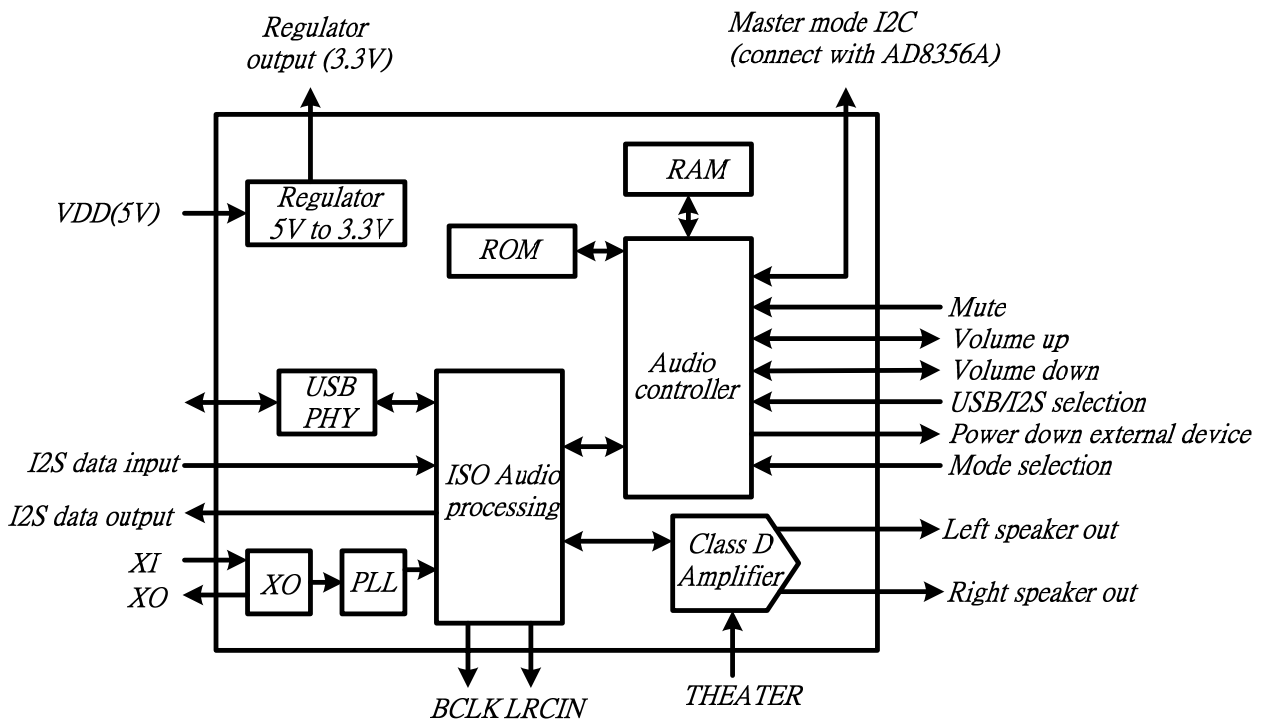 Regulator
output (3.3V)
Master mode I2C
(connect with AD8356A)
RAM
VDD(5V)
Regulator
5V to 3.3V
ROM
Mute
Volume up
Audio
controller
Volume down
USB
PHY
USB/I2S selection
Power down external device
I2S data input
ISO Audio
processing
Mode selection
I2S data output
Class D
Amplifier
Left speaker out
XI
XO
XO
PLL
Right speaker out
BCLK LRCIN
THEATER